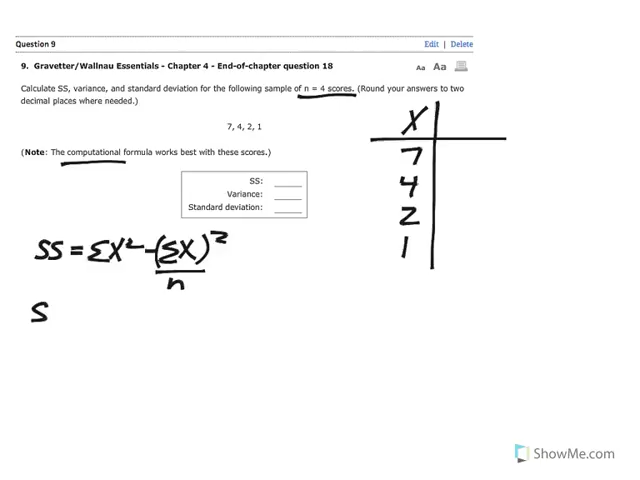 Question 9
Edit | Delete
9. Gravetter/Wallnau Essentials - Chapter 4 - End-of-chapter question 18
Aa Aa
Calculate SS, variance, and standard deviation for the following sample of n = 4 scores. (Round your answers to two
decimal places where needed.)
7, 4, 2, 1
(Note: The computational formula works best with these scores.)
SS: ____
Variance: ____
Standard deviation: ____
X
7
4
2
1
SS = ΣX² - (ΣX)²
n
S
ShowMe.com